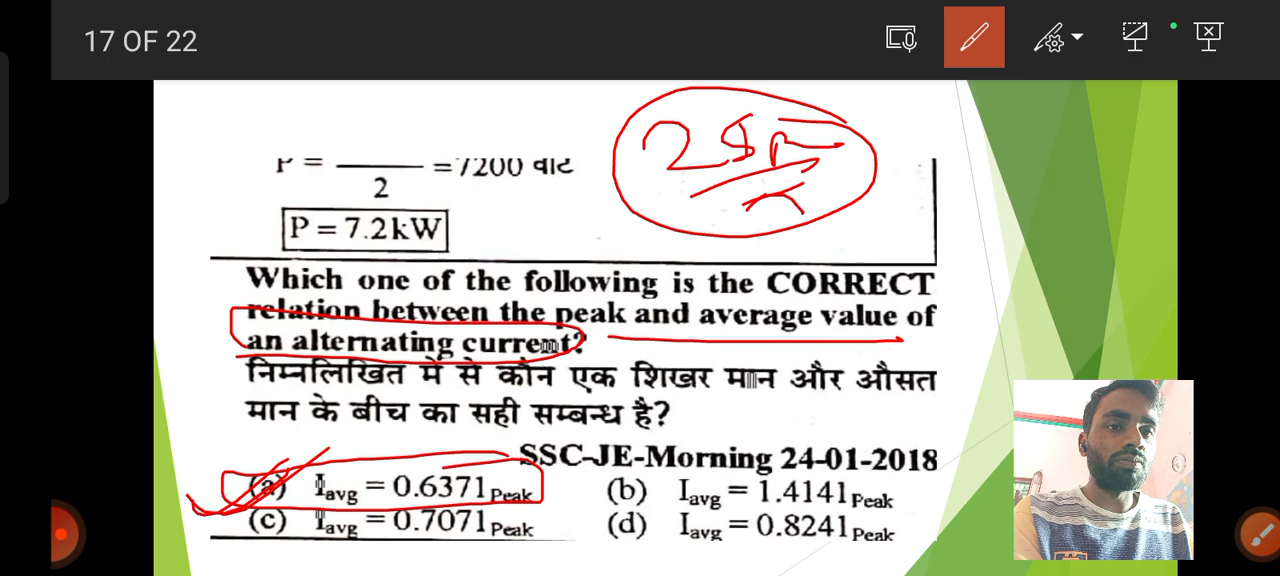 17 OF 22
P = ─── = 7200 वाट
2
P = 7.2kW
Which one of the following is the CORRECT
relation between the peak and average value of
an alternating current?
निम्नलिखित में से कौन एक शिखर मान और औसत
मान के बीच का सही सम्बन्ध है?
SSC-JE-Morning 24-01-2018
(a) Iavg = 0.637IPeak (b) Iavg = 1.414IPeak
(c) Iavg = 0.707IPeak (d) Iavg = 0.824IPeak